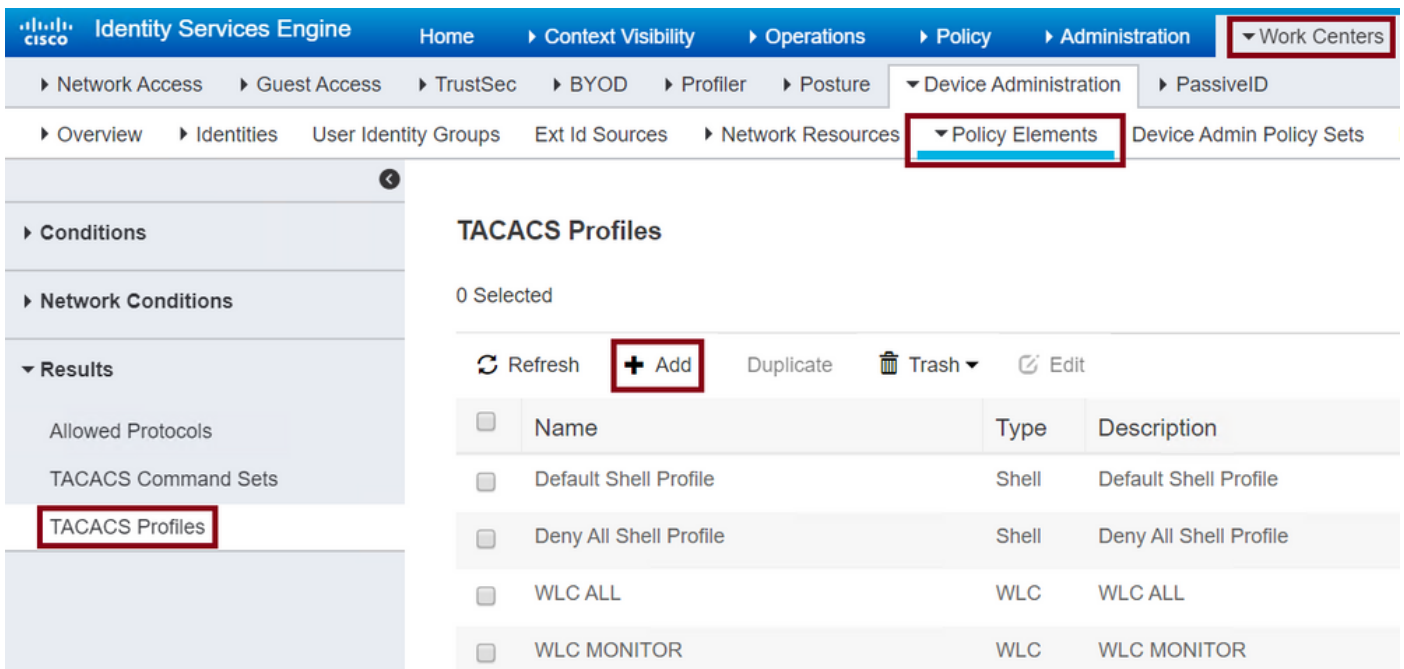 CISCO Identity Services Engine Home Context Visibility Operations Policy Administration Work Centers
Network Access Guest Access TrustSec BYOD Profiler Posture Device Administration PassiveID
Overview Identities User Identity Groups Ext Id Sources Network Resources Policy Elements Device Admin Policy Sets
Conditions
Network Conditions
Results
Allowed Protocols
TACACS Command Sets
TACACS Profiles
TACACS Profiles
0 Selected
Refresh Add Duplicate Trash Edit
Name Type Description
Default Shell Profile Shell Default Shell Profile
Deny All Shell Profile Shell Deny All Shell Profile
WLC ALL WLC WLC ALL
WLC MONITOR WLC WLC MONITOR